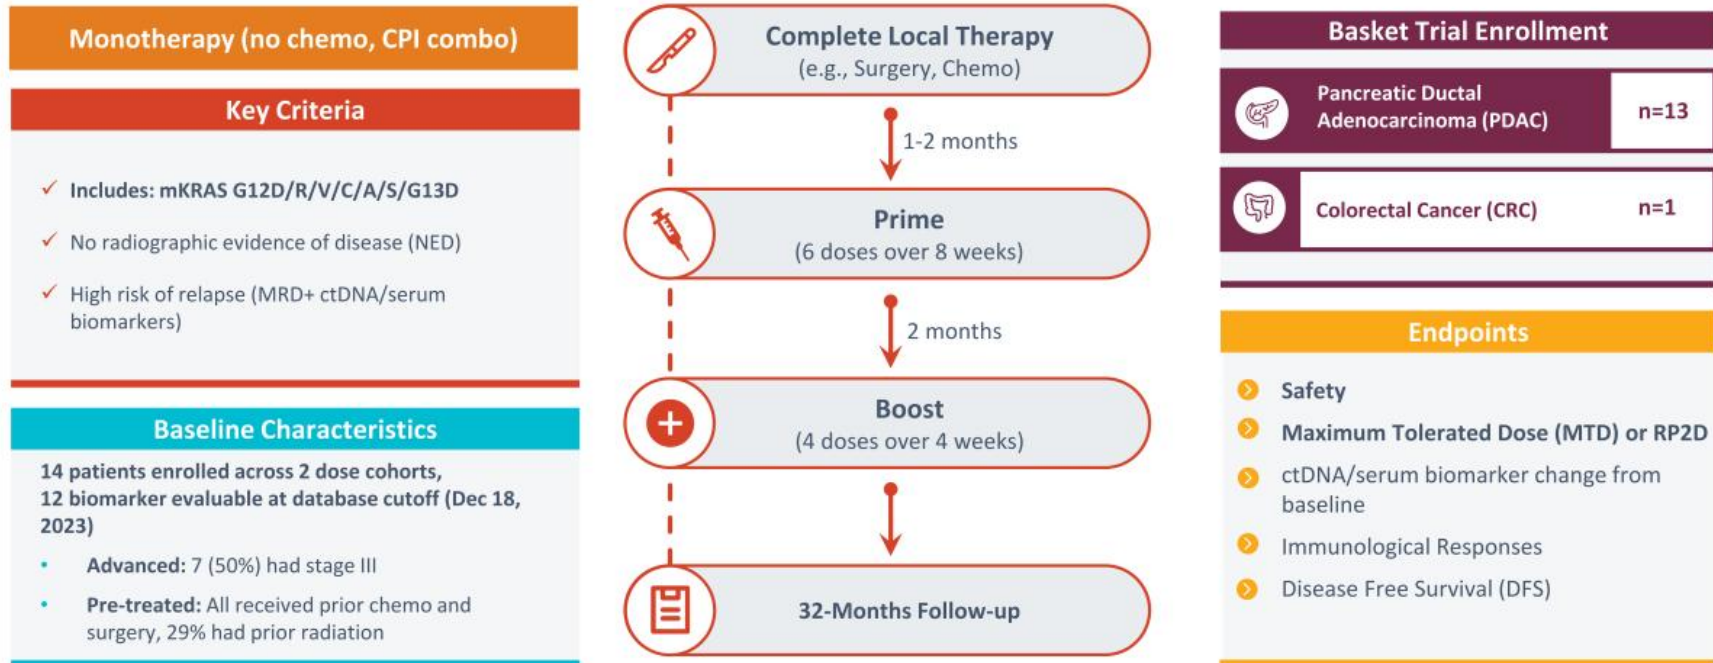 Monotherapy (no chemo, CPI combo)
Key Criteria
✓ Includes: mKRAS G12D/R/V/C/A/S/G13D
✓ No radiographic evidence of disease (NED)
✓ High risk of relapse (MRD+ ctDNA/serum
biomarkers)
Baseline Characteristics
14 patients enrolled across 2 dose cohorts,
12 biomarker evaluable at database cutoff (Dec 18,
2023)
• Advanced: 7 (50%) had stage III
• Pre-treated: All received prior chemo and
surgery, 29% had prior radiation
Complete Local Therapy
(e.g., Surgery, Chemo)
1-2 months
Prime
(6 doses over 8 weeks)
2 months
Boost
(4 doses over 4 weeks)
32-Months Follow-up
Basket Trial Enrollment
Pancreatic Ductal
Adenocarcinoma (PDAC)
n=13
Colorectal Cancer (CRC)
n=1
Endpoints
Safety
Maximum Tolerated Dose (MTD) or RP2D
ctDNA/serum biomarker change from
baseline
Immunological Responses
Disease Free Survival (DFS)